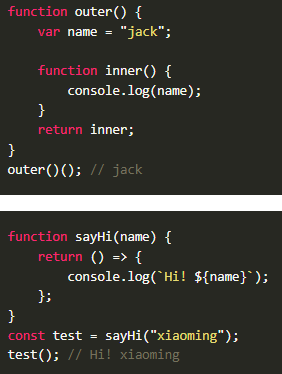 function outer() {
    var name = "jack";

    function inner() {
        console.log(name);
    }
    return inner;
}
outer()(); // jack

function sayHi(name) {
    return () => {
        console.log(`Hi! ${name}`);
    };
}
const test = sayHi("xiaoming");
test(); // Hi! xiaoming